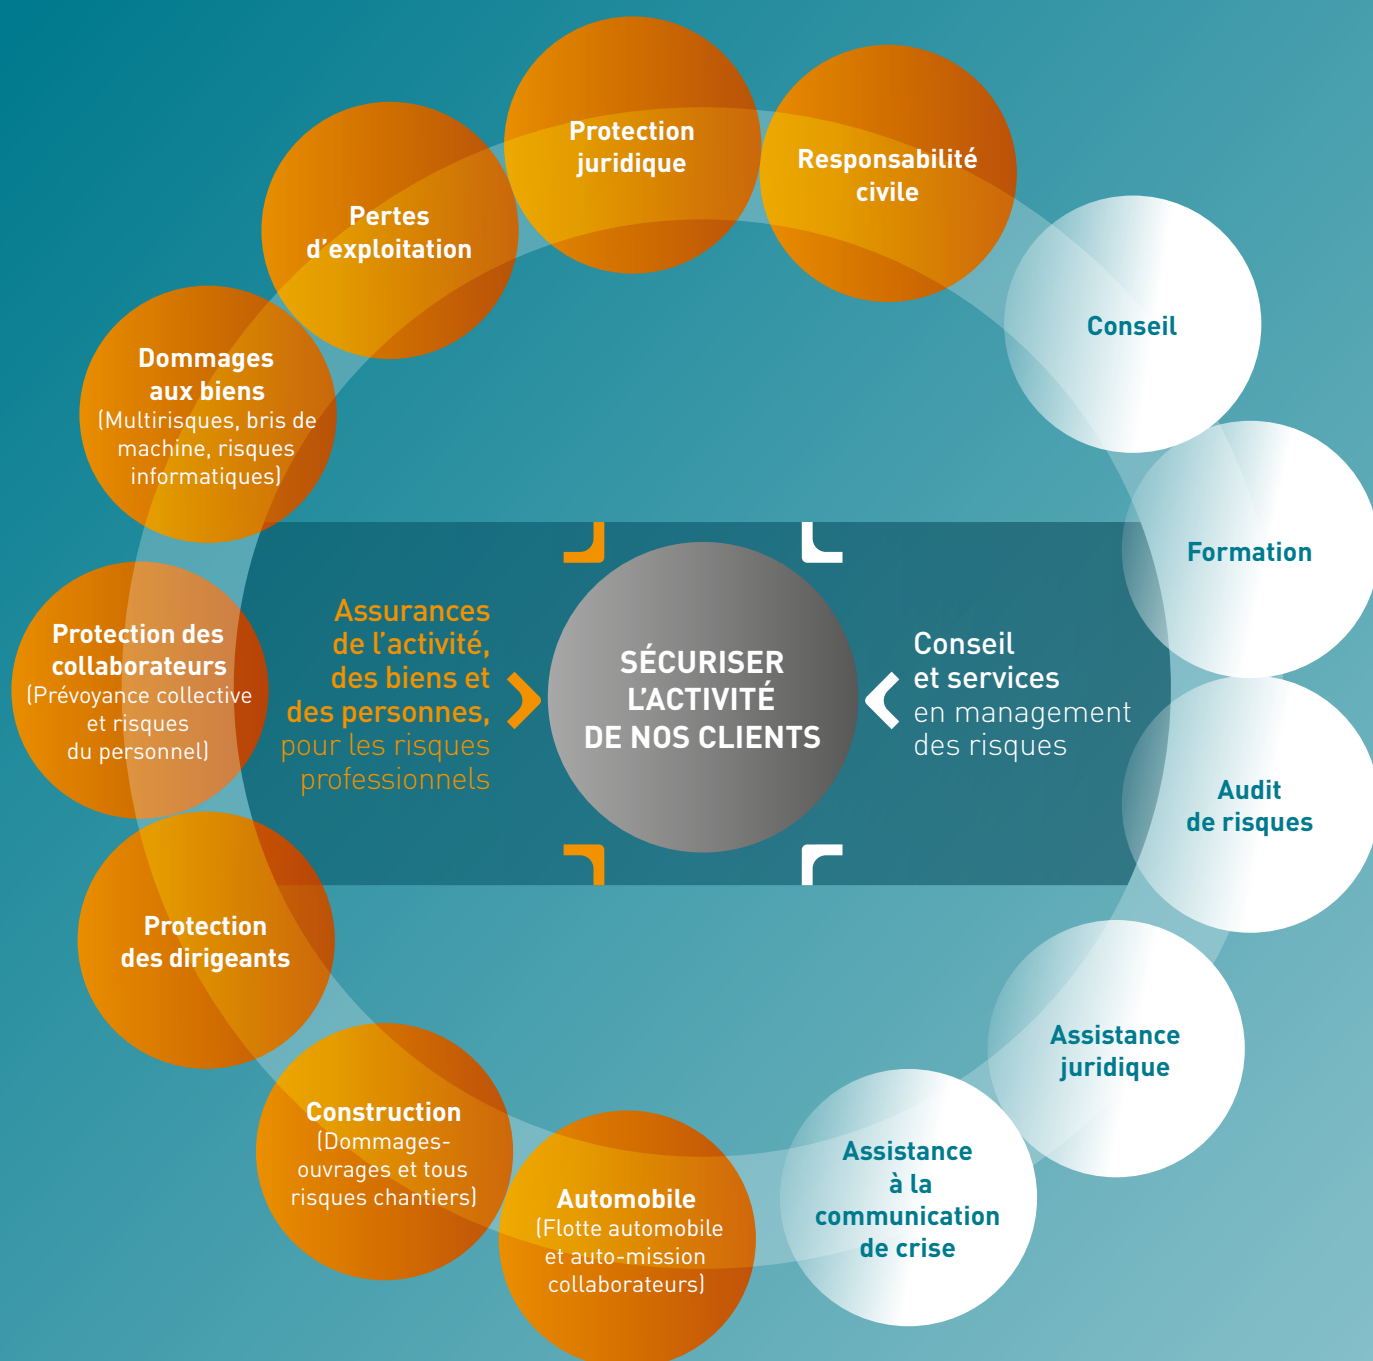 Protection
juridique
Responsabilité
civile
Pertes
d'exploitation
Conseil
Dommages
aux biens
(Multirisques, bris de
machine, risques
informatiques)
Formation
Protection des
collaborateurs
(Prévoyance collective
et risques
du personnel)
Assurances
de l'activité,
des biens et
des personnes,
pour les risques
professionnels
SÉCURISER
L'ACTIVITÉ
DE NOS CLIENTS
Conseil
et services
en management
des risques
Audit
de risques
Protection
des dirigeants
Assistance
juridique
Construction
(Dommages-
ouvrages et tous
risques chantiers)
Automobile
(Flotte automobile
et auto-mission
collaborateurs)
Assistance
à la
communication
de crise